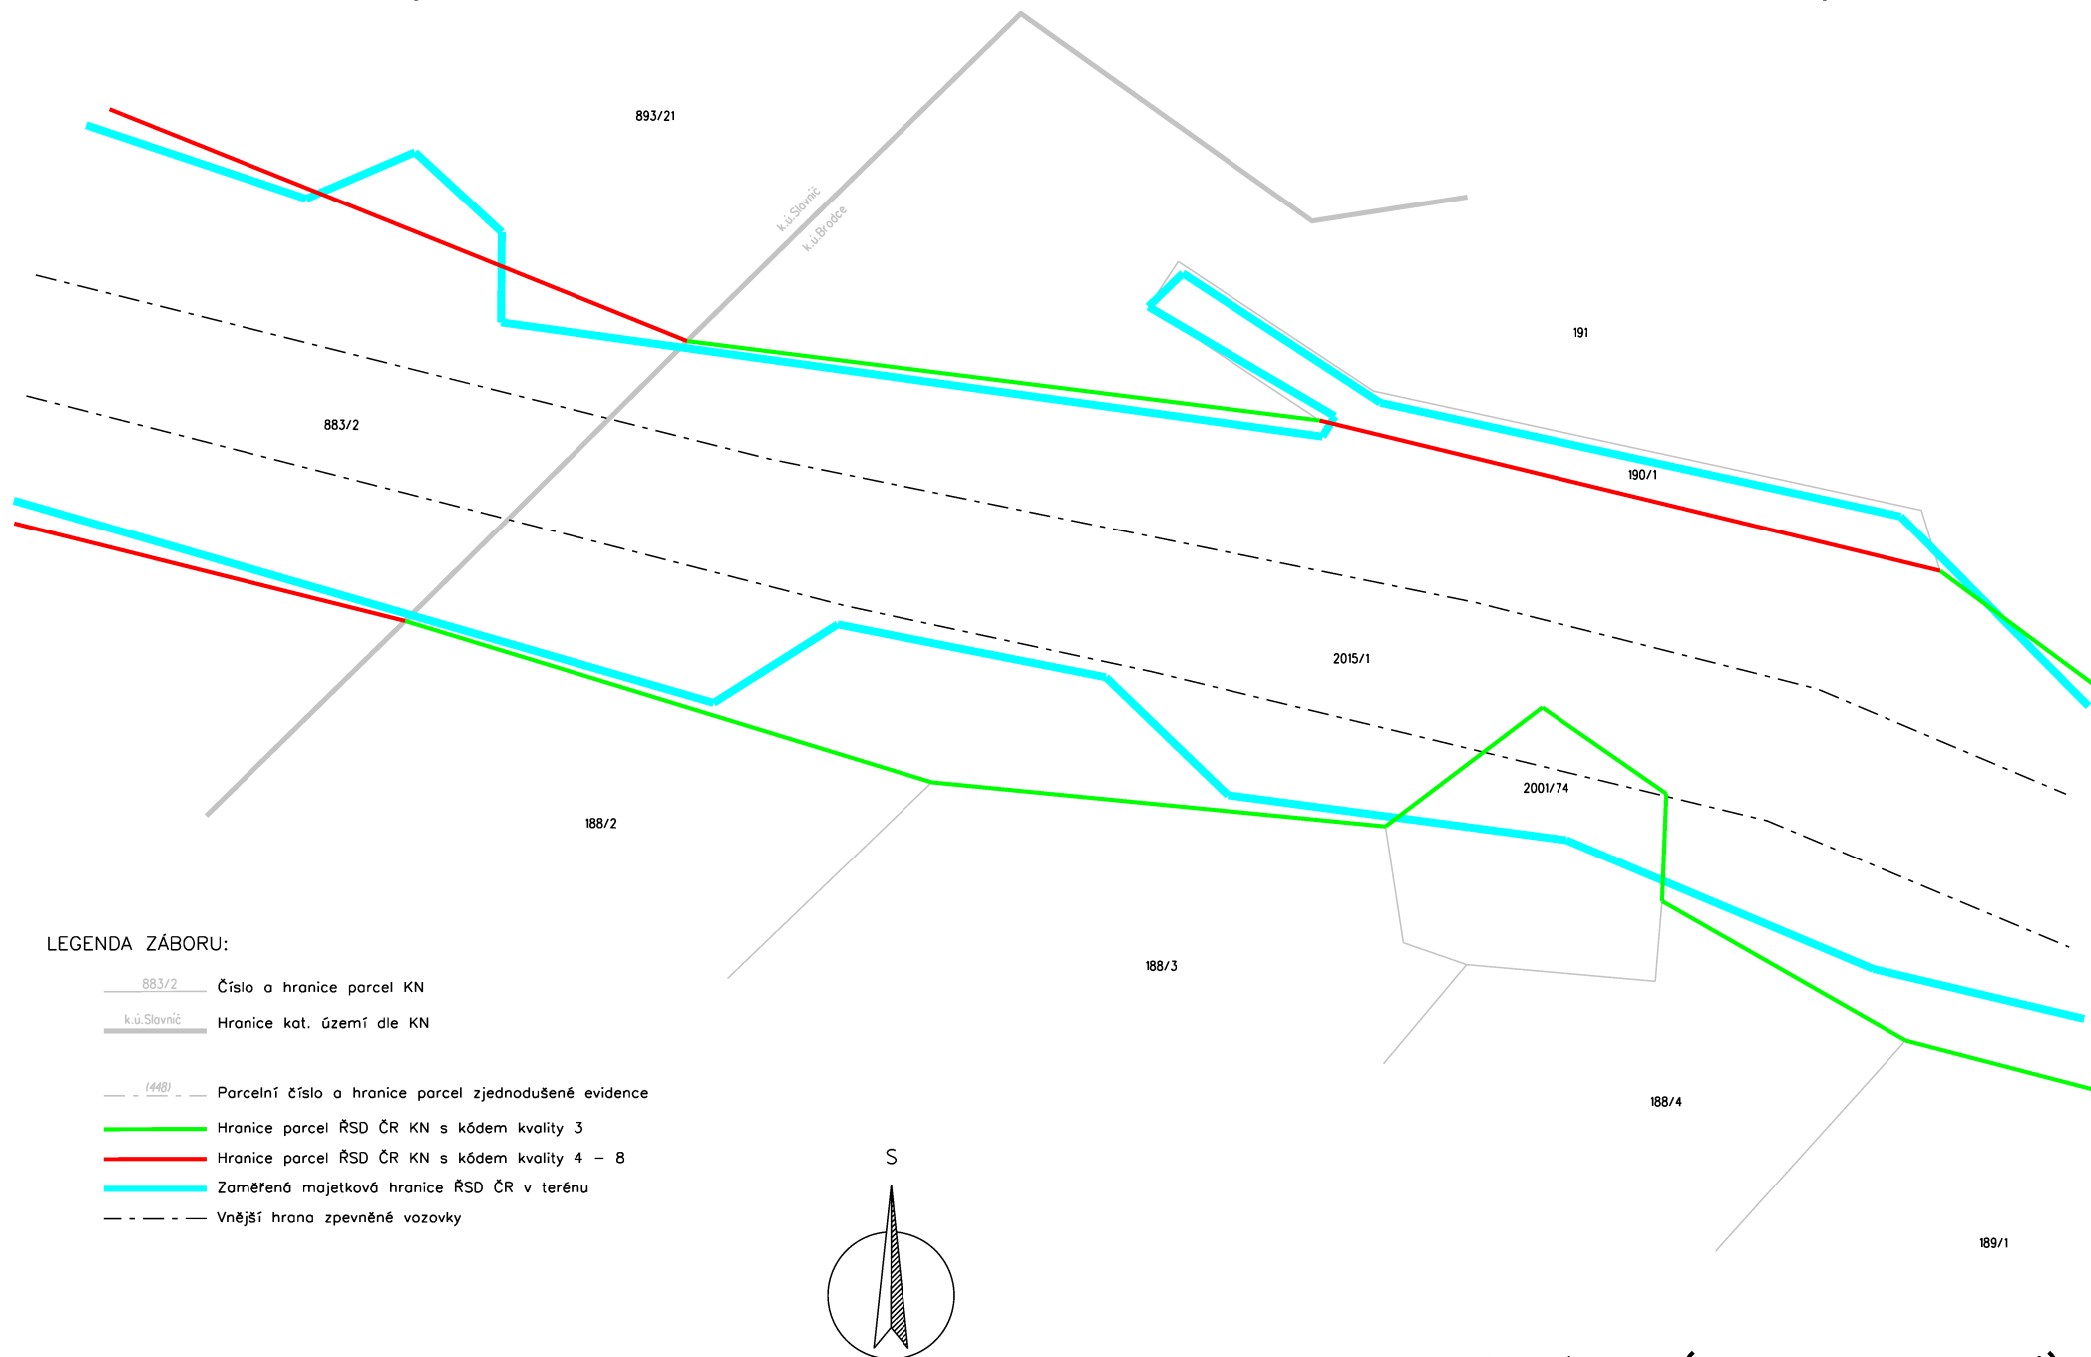 893/21
k.ú.Slavníč
k.ú.Brodce
191
883/2
190/1
2015/1
2001/74
188/2
188/3
188/4
189/1
LEGENDA ZÁBORU:
883/2 Číslo a hranice parcel KN
k.ú.Slavníč Hranice kat. území dle KN
(448) Parcelní číslo a hranice parcel zjednodušené evidence
Hranice parcel ŘSD ČR KN s kódem kvality 3
Hranice parcel ŘSD ČR KN s kódem kvality 4 – 8
Zaměřená majetková hranice ŘSD ČR v terénu
Vnější hrana zpevněné vozovky
S